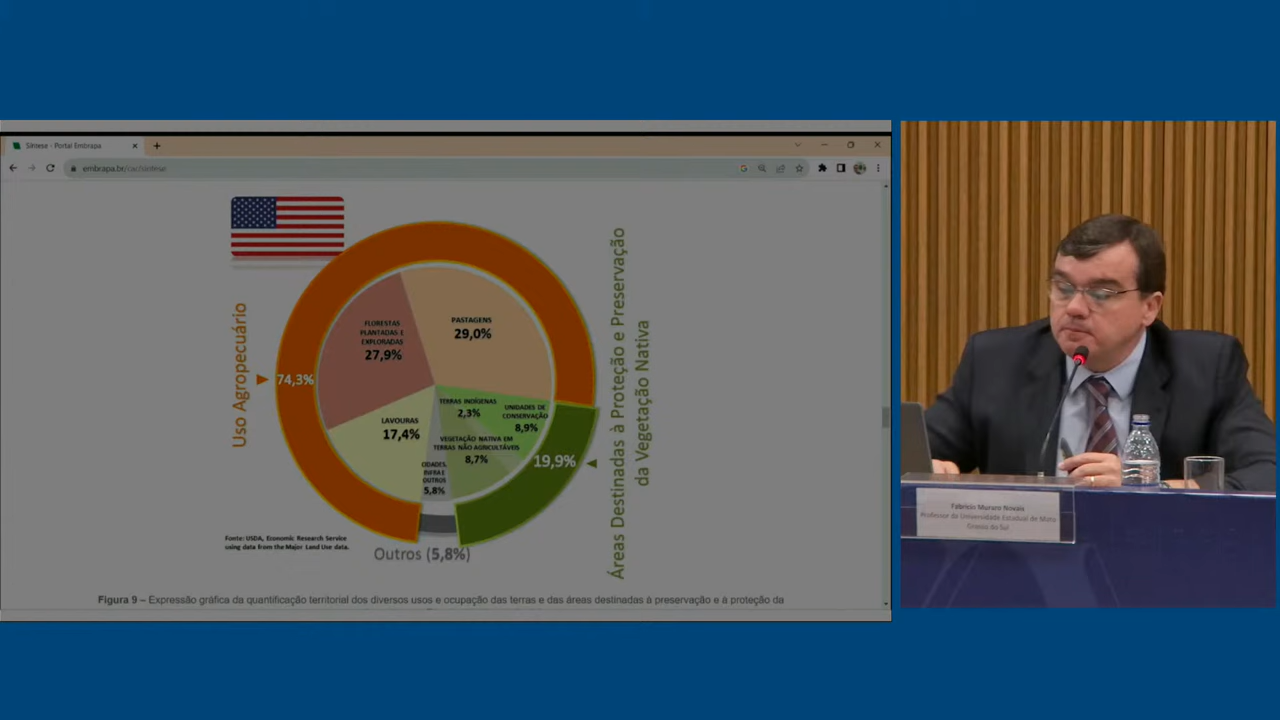 Síntese - Portal Embrapa
embrapa.br/car/sintese
Uso Agropecuário
74,3%
FLORESTAS
PLANTADAS E
EXPLORADAS
27,9%
PASTAGENS
29,0%
LAVOURAS
17,4%
TERRAS INDÍGENAS
2,3%
UNIDADES DE
CONSERVAÇÃO
8,9%
VEGETAÇÃO NATIVA EM
TERRAS NÃO AGRICULTÁVEIS
8,7%
CIDADES,
INFRA E
OUTROS
5,8%
19,9%
Áreas Destinadas à Proteção e Preservação
da Vegetação Nativa
Fonte: USDA, Economic Research Service
using data from the Major Land Use data.
Outros (5,8%)
Figura 9 – Expressão gráfica da quantificação territorial dos diversos usos e ocupação das terras e das áreas destinadas à preservação e à proteção da
Fabricio Muraro Novais
Professor da Universidade Estadual de Mato
Grosso do Sul